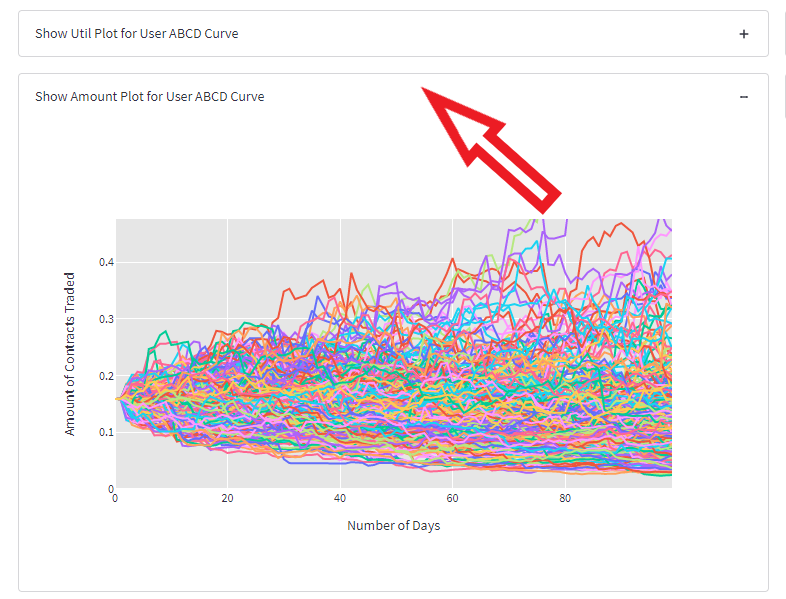 Show Util Plot for User ABCD Curve
+
Show Amount Plot for User ABCD Curve
−
Amount of Contracts Traded
0.4
0.3
0.2
0.1
0
0 20 40 60 80
Number of Days